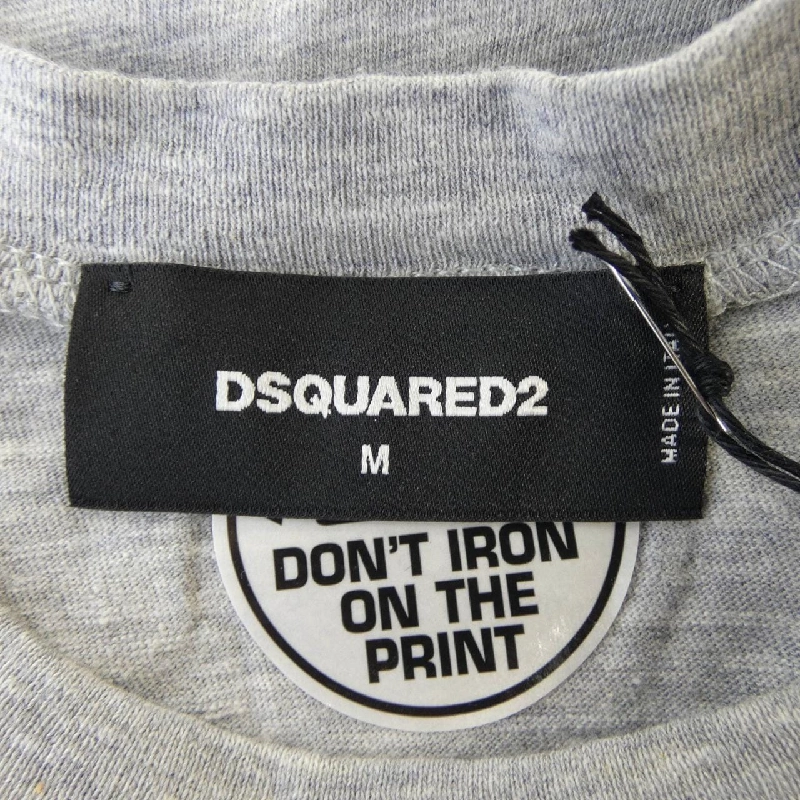 DSQUARED2
M
MADE IN ITALY
DON'T IRON
ON THE
PRINT